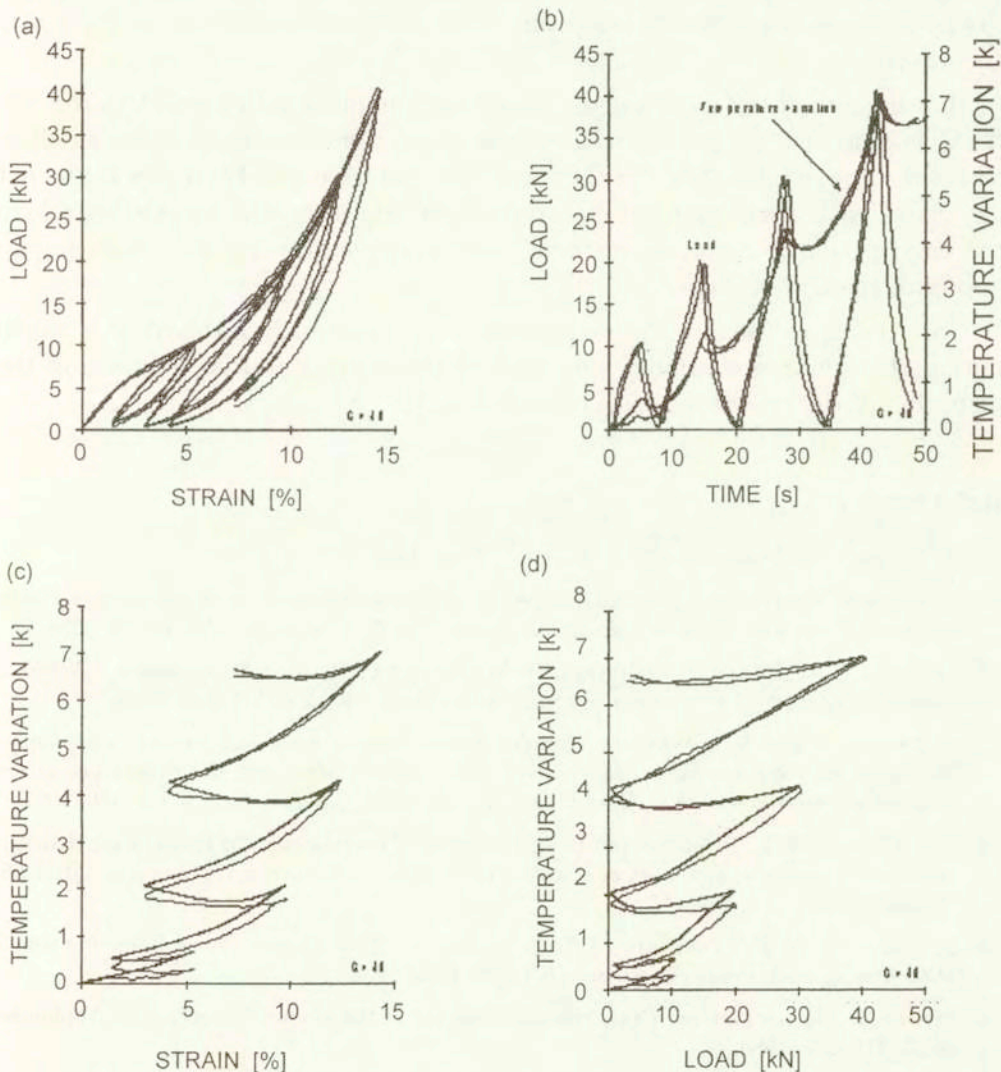 (a)
45
40
35
30
25
20
15
10
5
0
0 5 10 15
LOAD [kN]
STRAIN [%]
(b)
45
40
35
30
25
20
15
10
5
0
8
7
6
5
4
3
2
1
0
0 10 20 30 40 50
LOAD [kN]
TEMPERATURE VARIATION [k]
Load
TIME [s]
(c)
8
7
6
5
4
3
2
1
0
0 5 10 15
TEMPERATURE VARIATION [k]
STRAIN [%]
(d)
8
7
6
5
4
3
2
1
0
0 10 20 30 40 50
TEMPERATURE VARIATION [k]
LOAD [kN]